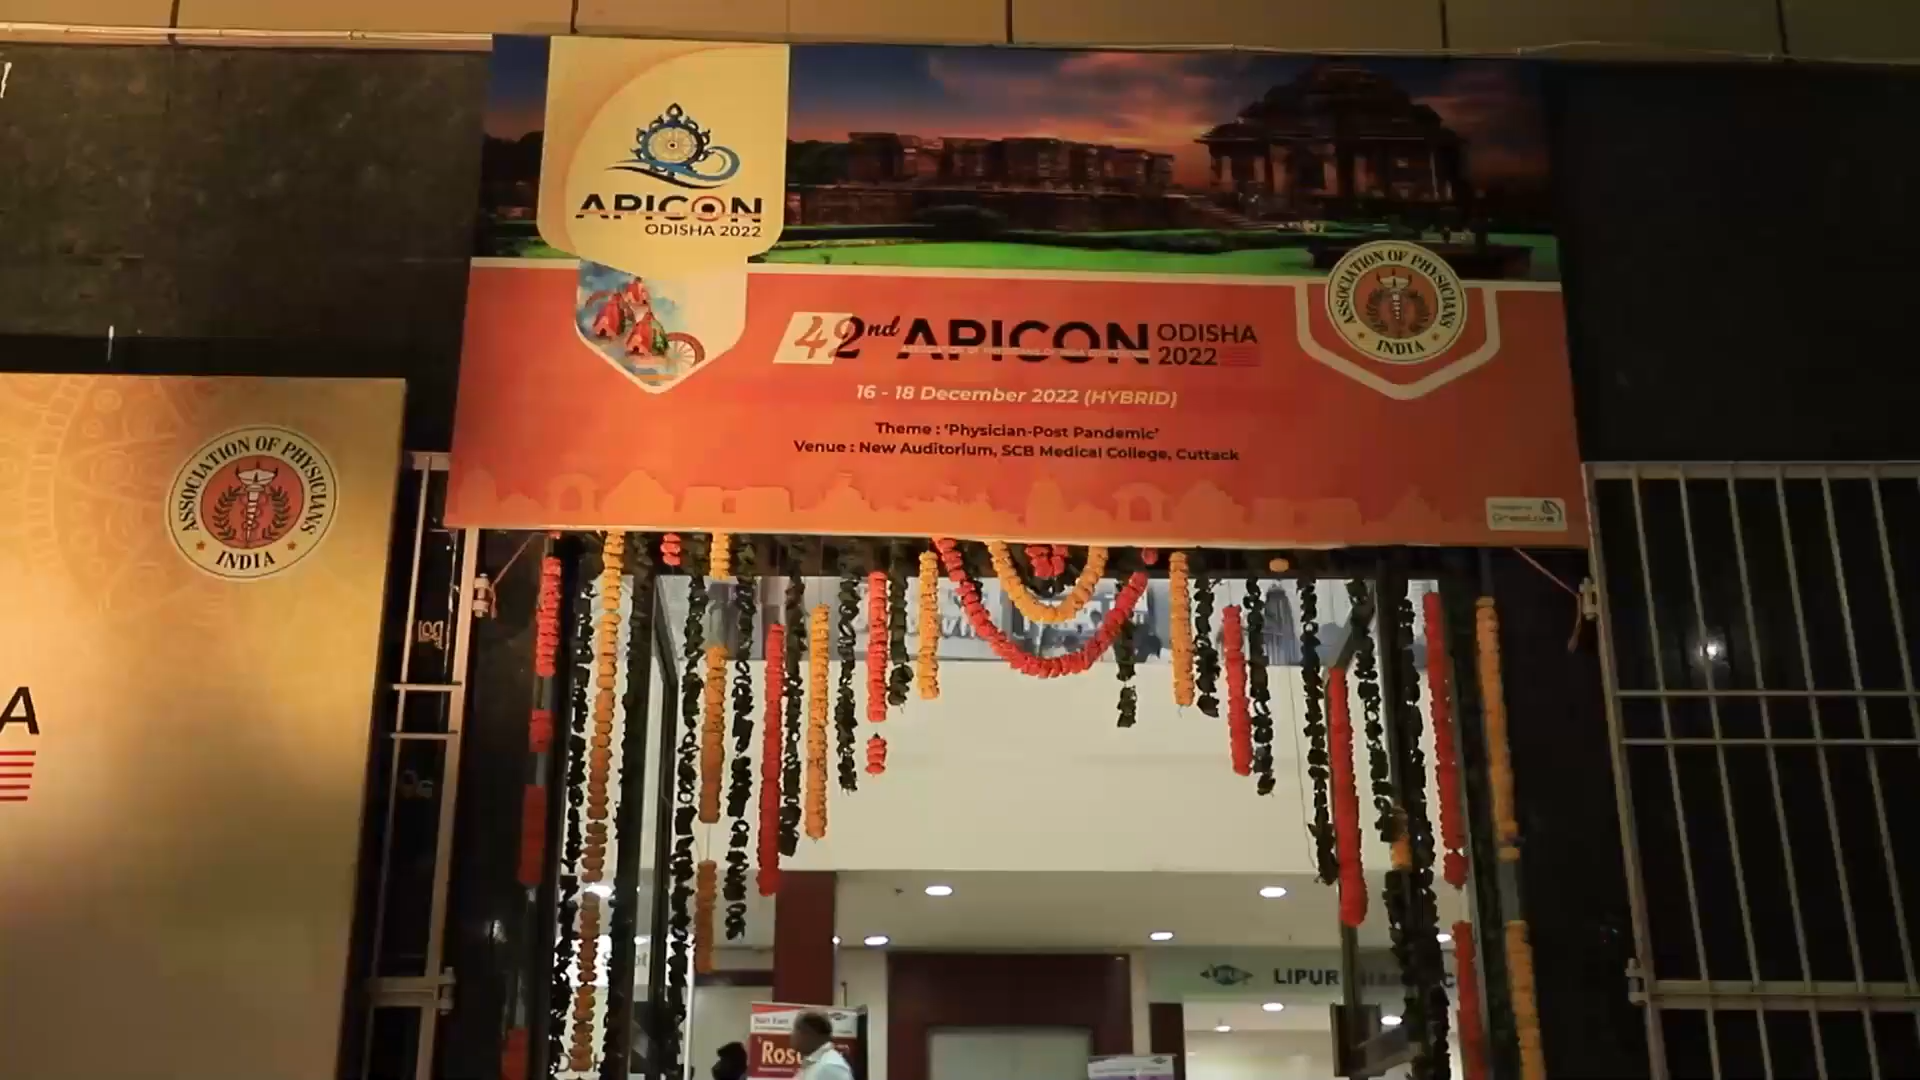 APICON
ODISHA 2022
ASSOCIATION OF PHYSICIANS
INDIA
42nd APICON ODISHA
2022
16 - 18 December 2022 (HYBRID)
Theme : 'Physician-Post Pandemic'
Venue : New Auditorium, SCB Medical College, Cuttack
ASSOCIATION OF PHYSICIANS
INDIA
A
LIPUR